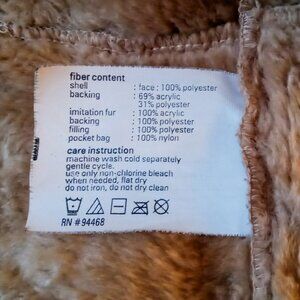 fiber content
shell : face : 100% polyester
backing : 69% acrylic
31% polyester
imitation fur : 100% acrylic
backing : 100% polyester
filling : 100% polyester
pocket bag : 100% nylon
care instruction
machine wash cold separately
gentle cycle.
use only non-chlorine bleach
when needed, flat dry
do not iron, do not dry clean
RN # 94468